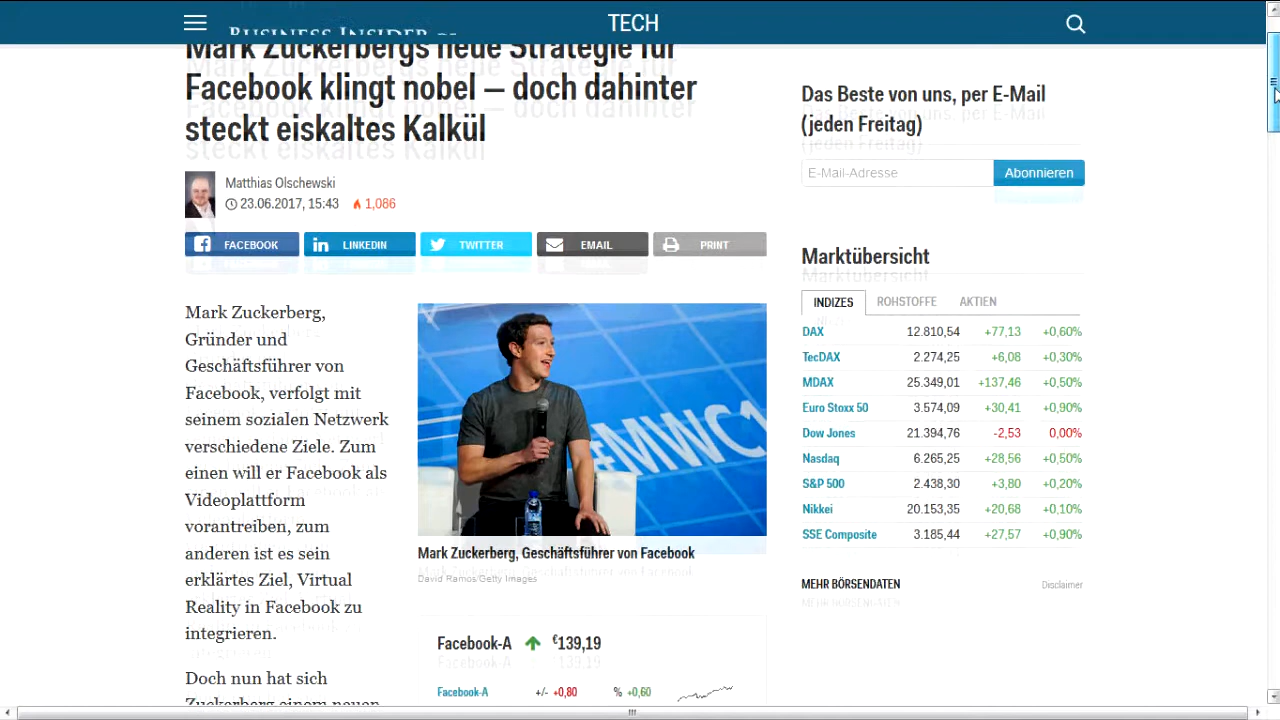 TECH
BUSINESS INSIDER DE
Mark Zuckerbergs neue Strategie für
Facebook klingt nobel — doch dahinter
steckt eiskaltes Kalkül
Matthias Olschewski
23.06.2017, 15:43 1,086
FACEBOOK LINKEDIN TWITTER EMAIL PRINT
Mark Zuckerberg,
Gründer und
Geschäftsführer von
Facebook, verfolgt mit
seinem sozialen Netzwerk
verschiedene Ziele. Zum
einen will er Facebook als
Videoplattform
vorantreiben, zum
anderen ist es sein
erklärtes Ziel, Virtual
Reality in Facebook zu
integrieren.
Doch nun hat sich
Zuckerberg einem neuen
#MWC1
Mark Zuckerberg, Geschäftsführer von Facebook
David Ramos/Getty Images
Facebook-A €139,19
Facebook-A +/- +0,80 % +0,60
Das Beste von uns, per E-Mail
(jeden Freitag)
E-Mail-Adresse Abonnieren
Marktübersicht
INDIZES ROHSTOFFE AKTIEN
DAX 12.810,54 +77,13 +0,60%
TecDAX 2.274,25 +6,08 +0,30%
MDAX 25.349,01 +137,46 +0,50%
Euro Stoxx 50 3.574,09 +30,41 +0,90%
Dow Jones 21.394,76 -2,53 0,00%
Nasdaq 6.265,25 +28,56 +0,50%
S&P 500 2.438,30 +3,80 +0,20%
Nikkei 20.153,35 +20,68 +0,10%
SSE Composite 3.185,44 +27,57 +0,90%
MEHR BÖRSENDATEN Disclaimer